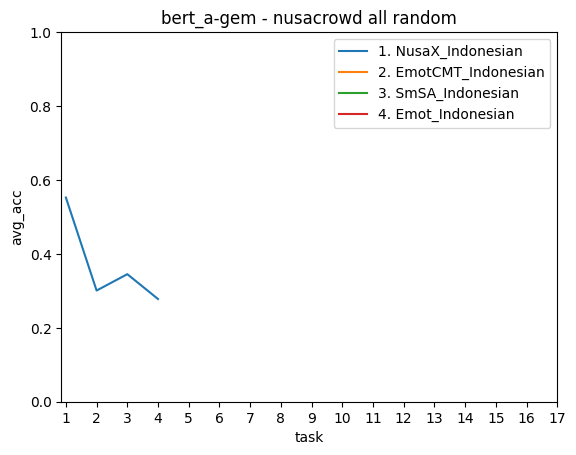 bert_a-gem - nusacrowd all random
1. NusaX_Indonesian
2. EmotCMT_Indonesian
3. SmSA_Indonesian
4. Emot_Indonesian
avg_acc
1.0
0.8
0.6
0.4
0.2
0.0
1 2 3 4 5 6 7 8 9 10 11 12 13 14 15 16 17
task